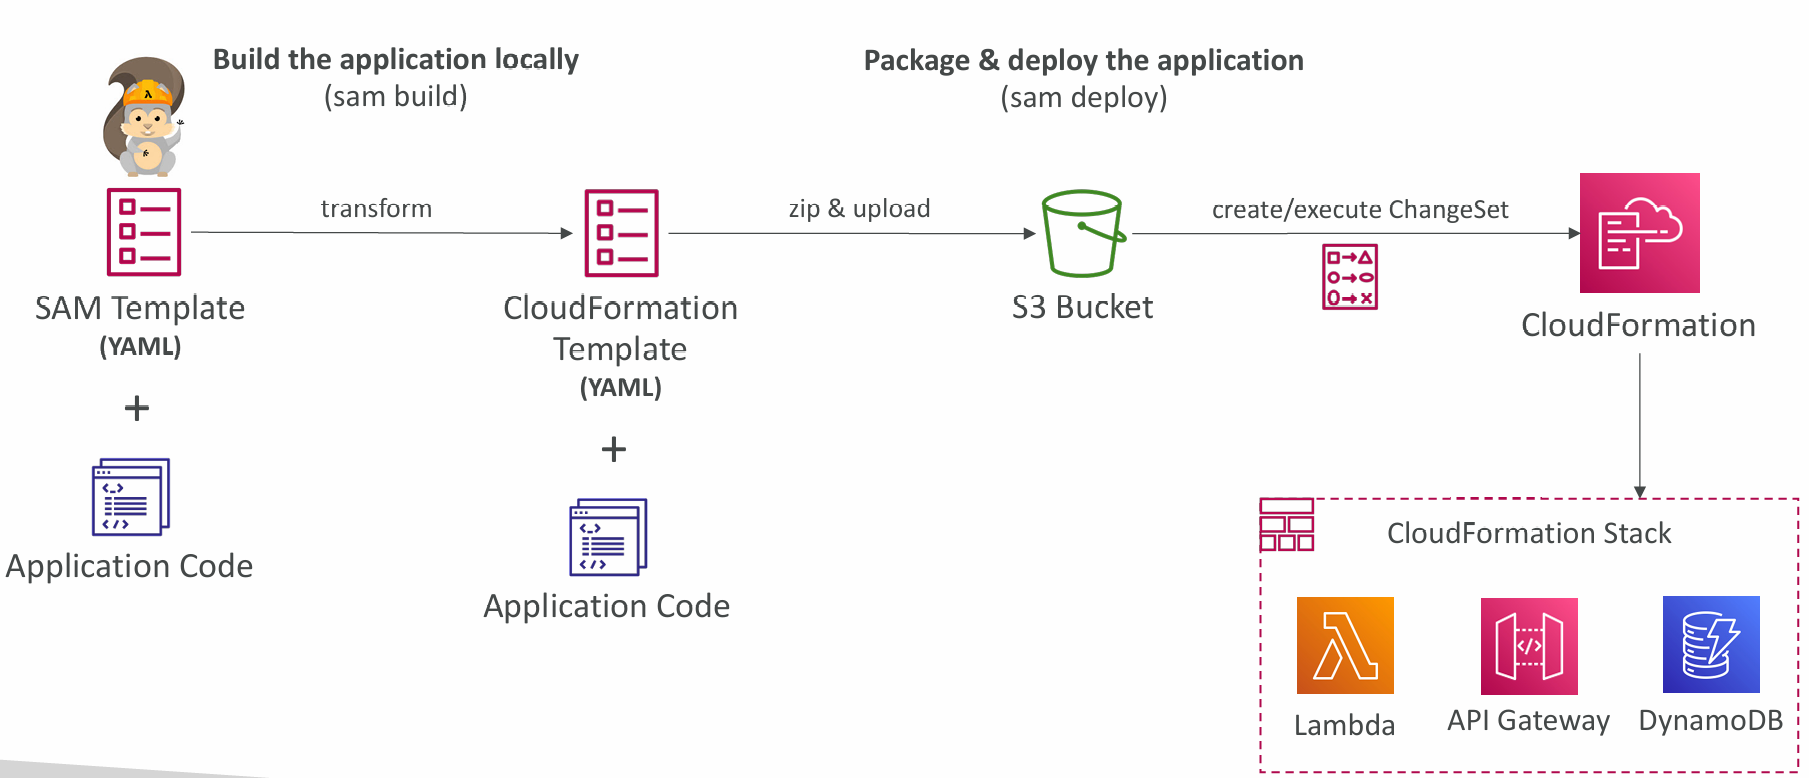 Build the application locally
(sam build)
Package & deploy the application
(sam deploy)
transform
zip & upload
create/execute ChangeSet
SAM Template
(YAML)
+
Application Code
CloudFormation
Template
(YAML)
+
Application Code
S3 Bucket
CloudFormation
CloudFormation Stack
Lambda
API Gateway
DynamoDB